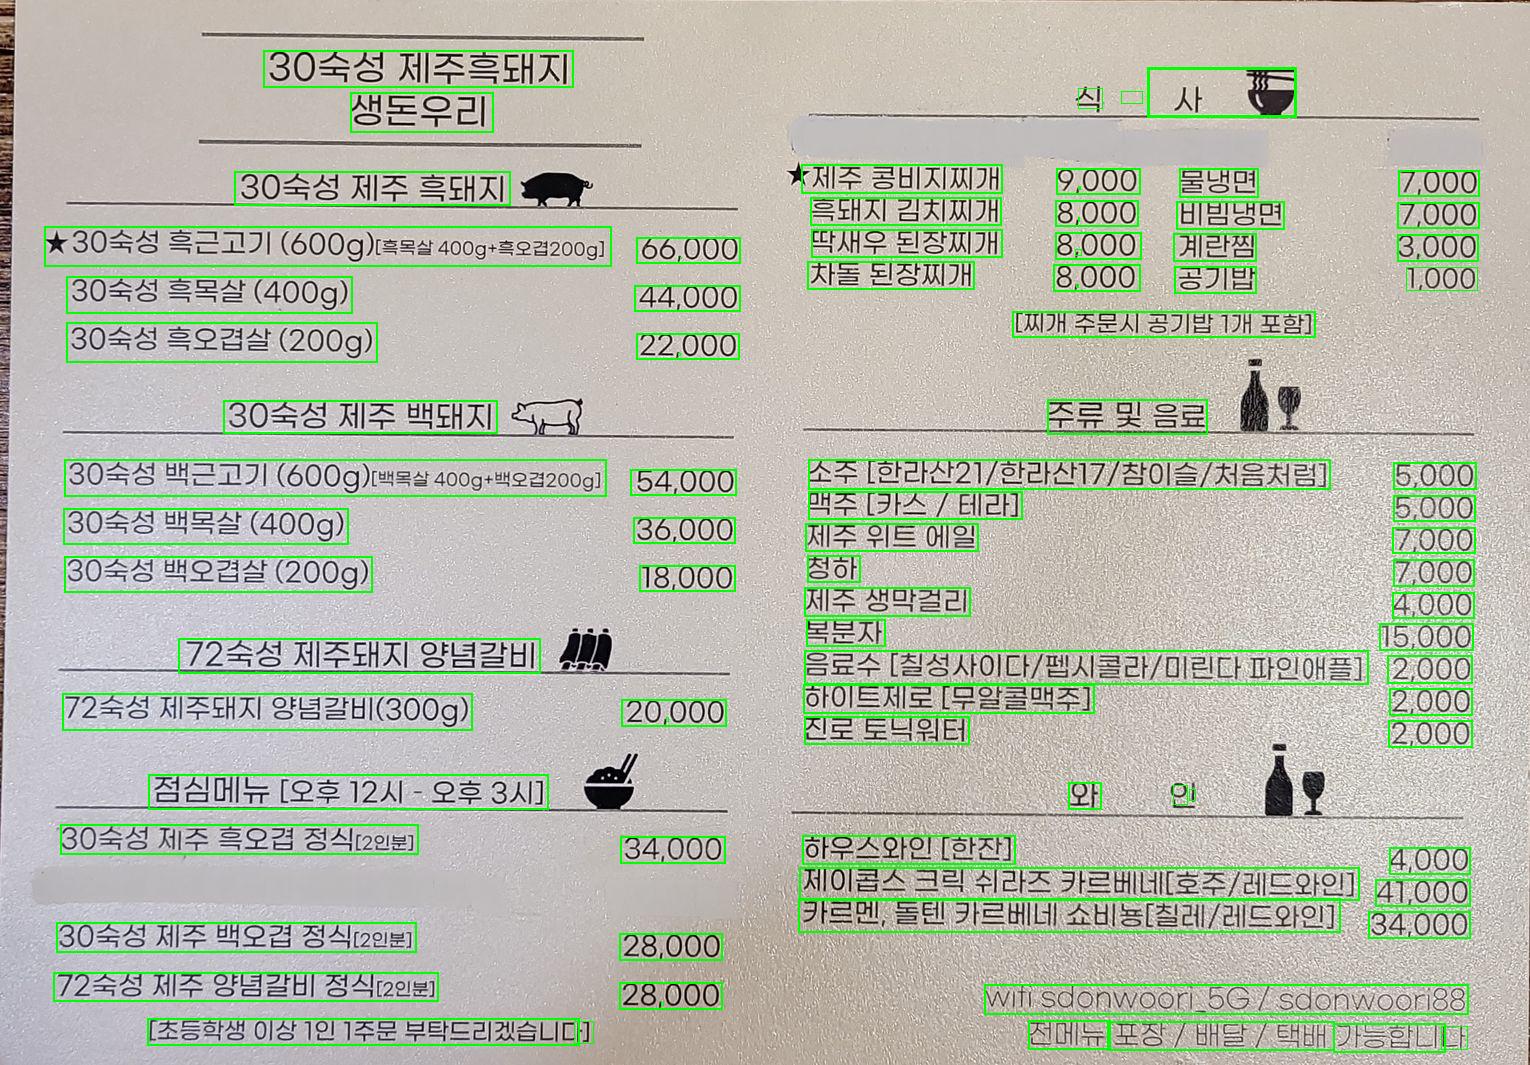 30숙성 제주흑돼지
생돈우리
30숙성 제주 흑돼지
★30숙성 흑근고기 (600g)[흑목살 400g+흑오겹200g] 66,000
30숙성 흑목살 (400g) 44,000
30숙성 흑오겹살 (200g) 22,000
30숙성 제주 백돼지
30숙성 백근고기 (600g)[백목살 400g+백오겹200g] 54,000
30숙성 백목살 (400g) 36,000
30숙성 백오겹살 (200g) 18,000
72숙성 제주돼지 양념갈비
72숙성 제주돼지 양념갈비(300g) 20,000
점심메뉴 [오후 12시 - 오후 3시]
30숙성 제주 흑오겹 정식[2인분] 34,000
30숙성 제주 백오겹 정식[2인분] 28,000
72숙성 제주 양념갈비 정식[2인분] 28,000
[초등학생 이상 1인 1주문 부탁드리겠습니다]
식 사
★제주 콩비지찌개 9,000 물냉면 7,000
흑돼지 김치찌개 8,000 비빔냉면 7,000
딱새우 된장찌개 8,000 계란찜 3,000
차돌 된장찌개 8,000 공기밥 1,000
[찌개 주문시 공기밥 1개 포함]
주류 및 음료
소주 [한라산21/한라산17/참이슬/처음처럼] 5,000
맥주 [카스 / 테라] 5,000
제주 위트 에일 7,000
청하 7,000
제주 생막걸리 4,000
복분자 15,000
음료수 [칠성사이다/펩시콜라/미린다 파인애플] 2,000
하이트제로 [무알콜맥주] 2,000
진로 토닉워터 2,000
와 인
하우스와인 [한잔] 4,000
제이콥스 크릭 쉬라즈 카르베네[호주/레드와인] 41,000
카르멘, 돌텐 카르베네 쇼비뇽[칠레/레드와인] 34,000
wifi sdonwoori_5G / sdonwoori88
전메뉴 포장 / 배달 / 택배 가능합니다